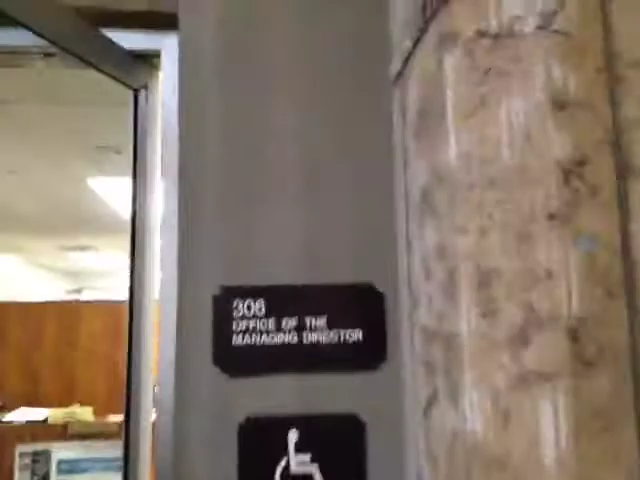 306
OFFICE OF THE
MANAGING DIRECTOR